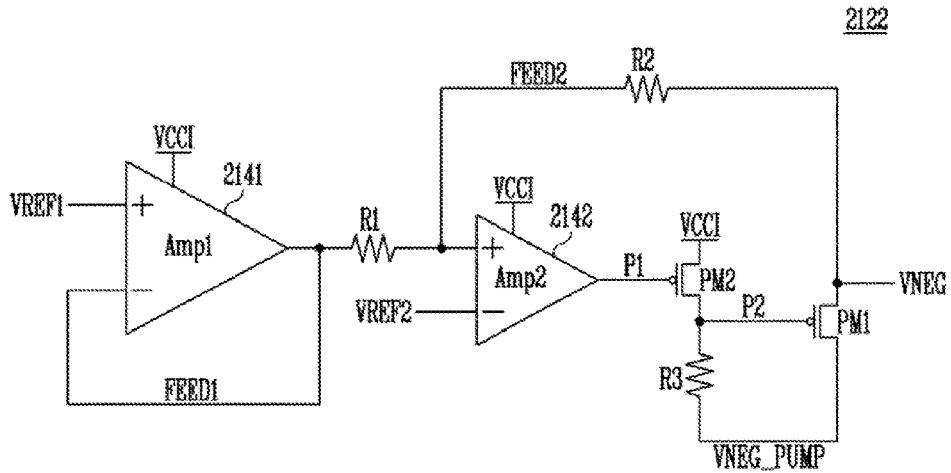 2122
R2
FEED2
VCCI
2141
VREF1
+
Amp1
−
FEED1
R1
VCCI
2142
+
Amp2
VREF2
−
P1
VCCI
PM2
P2
VNEG
PM1
R3
VNEG_PUMP